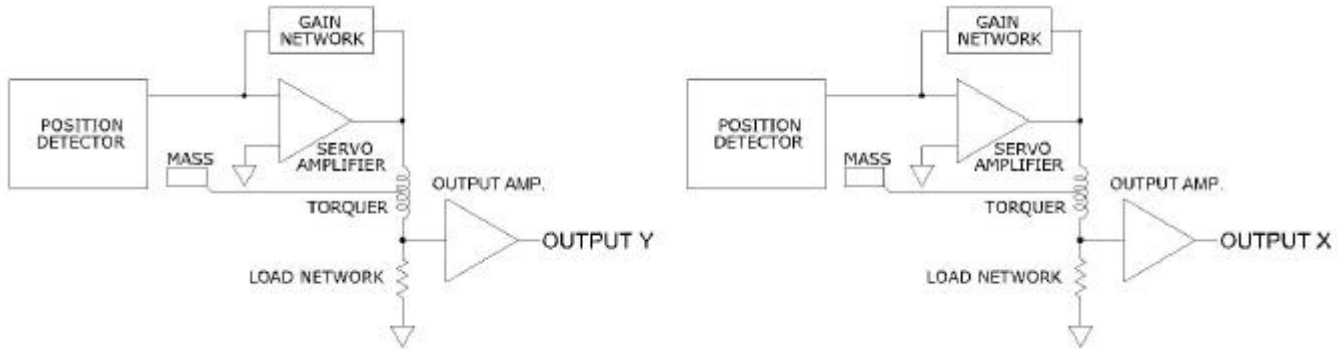 GAIN
NETWORK
POSITION
DETECTOR
SERVO
AMPLIFIER
MASS
OUTPUT AMP.
TORQUER
OUTPUT Y
LOAD NETWORK
GAIN
NETWORK
POSITION
DETECTOR
SERVO
AMPLIFIER
MASS
OUTPUT AMP.
TORQUER
OUTPUT X
LOAD NETWORK